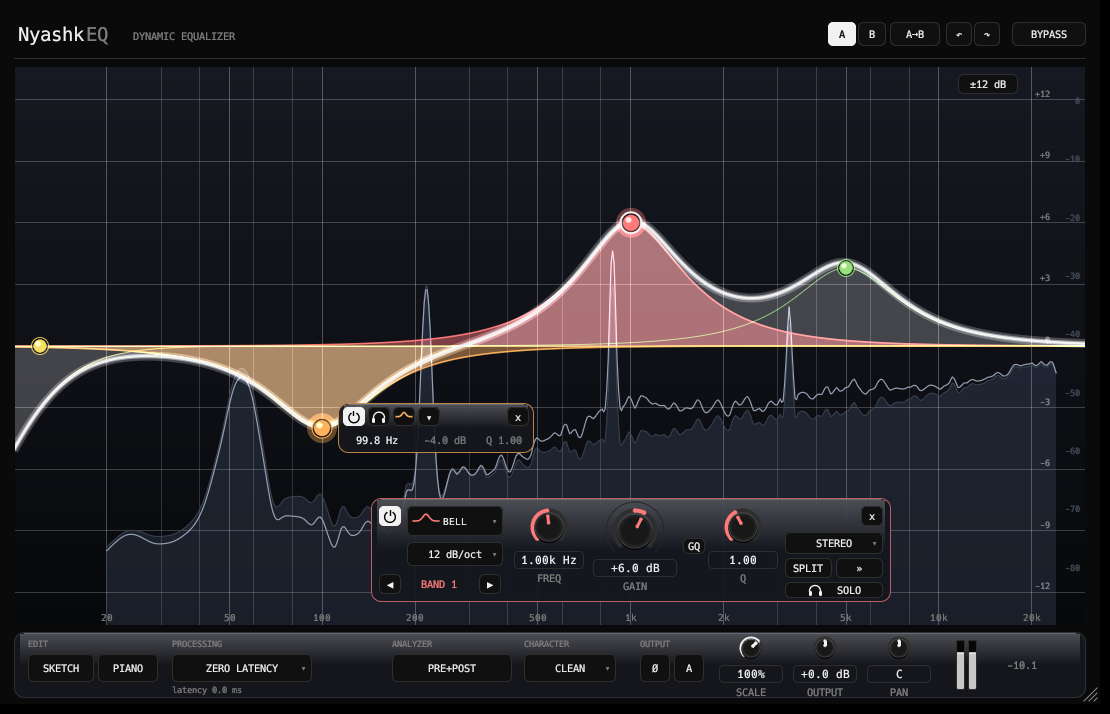 NyashkEQ DYNAMIC EQUALIZER A B A→B ↶ ↷ BYPASS
±12 dB
+12 0
+9 -10
+6 -20
+3 -30
0 -40
-3 -50
-6 -60
-9 -70
-12 -80
▾ x
99.8 Hz -4.0 dB Q 1.00
BELL ▾ x
12 dB/oct ▾ 1.00k Hz +6.0 dB GQ 1.00 STEREO ▾
FREQ GAIN Q SPLIT »
◀ BAND 1 ▶ SOLO
20 50 100 200 500 1k 2k 5k 10k 20k
EDIT PROCESSING ANALYZER CHARACTER OUTPUT
SKETCH PIANO ZERO LATENCY ▾ PRE+POST CLEAN ▾ Ø A 100% +0.0 dB C -10.1
latency 0.0 ms SCALE OUTPUT PAN